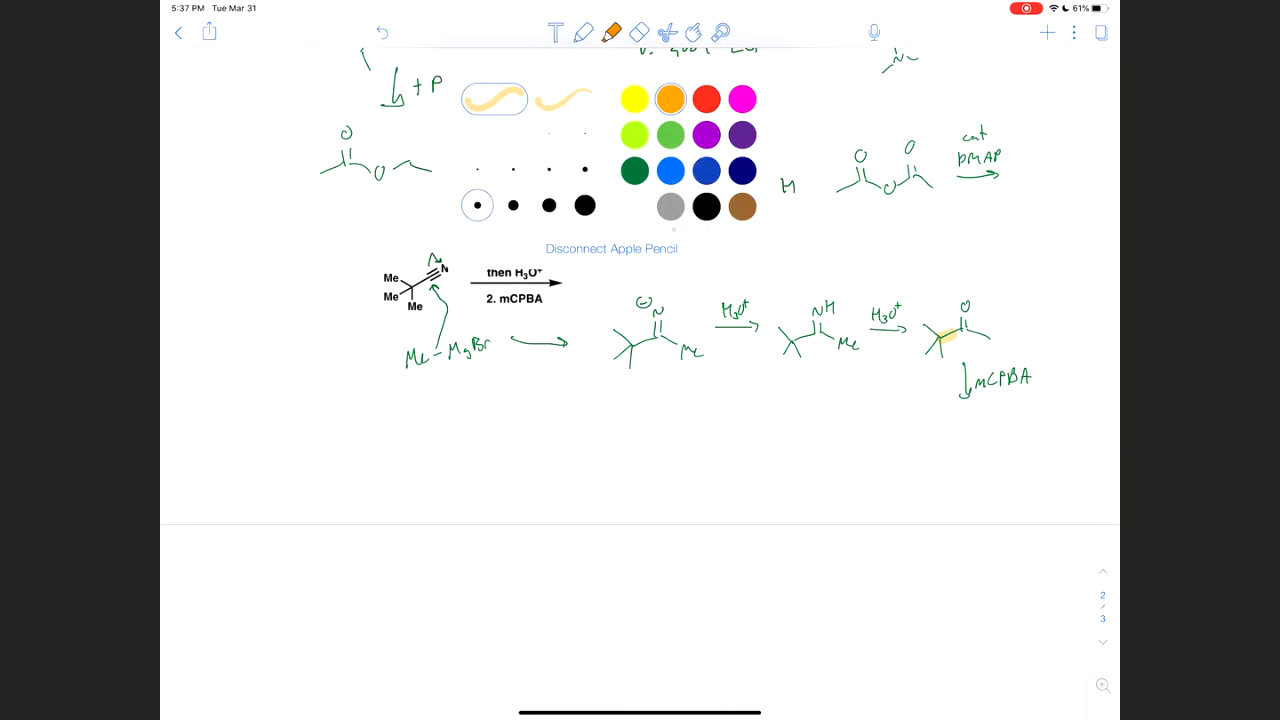 5:37 PM Tue Mar 31
61%
+ P
O
O
O
O
O
H
cat
DMAP
Disconnect Apple Pencil
Me
Me
Me
N
then H₃O⁺
2. mCPBA
Me – MgBr
⊖
N
Me
H₃O⁺
NH
Me
H₃O⁺
O
mCPBA
2
/
3